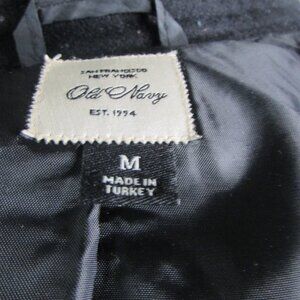 SAN FRANCISCO
NEW YORK
Old Navy
EST. 1994
M
MADE IN
TURKEY